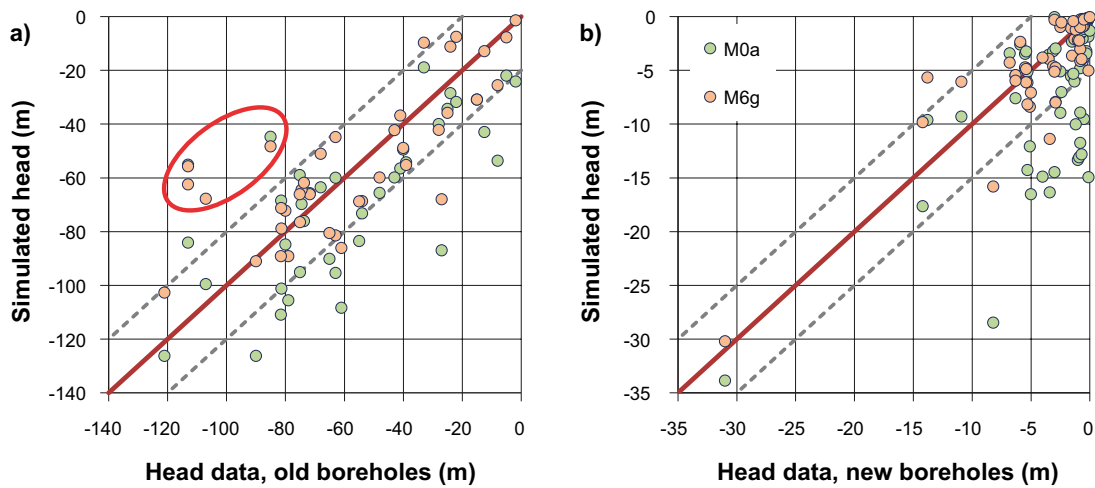 a)
Simulated head (m)
0
-20
-40
-60
-80
-100
-120
-140
-140 -120 -100 -80 -60 -40 -20 0
Head data, old boreholes (m)
b)
Simulated head (m)
0
-5
-10
-15
-20
-25
-30
-35
-35 -30 -25 -20 -15 -10 -5 0
Head data, new boreholes (m)
M0a
M6g